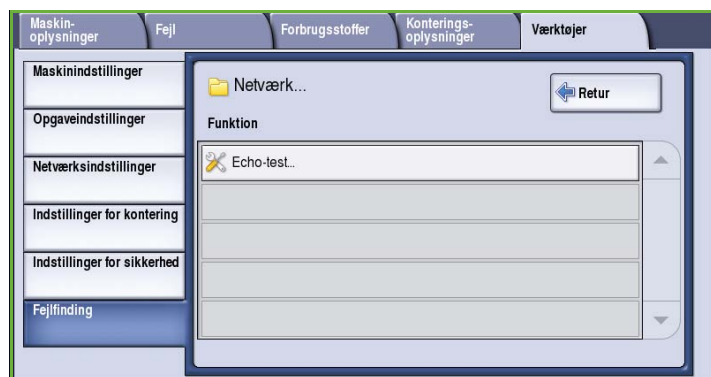 Maskin-
oplysninger
Fejl
Forbrugsstoffer
Konterings-
oplysninger
Værktøjer
Maskinindstillinger
Opgaveindstillinger
Netværksindstillinger
Indstillinger for kontering
Indstillinger for sikkerhed
Fejlfinding
Netværk...
Retur
Funktion
Echo-test...